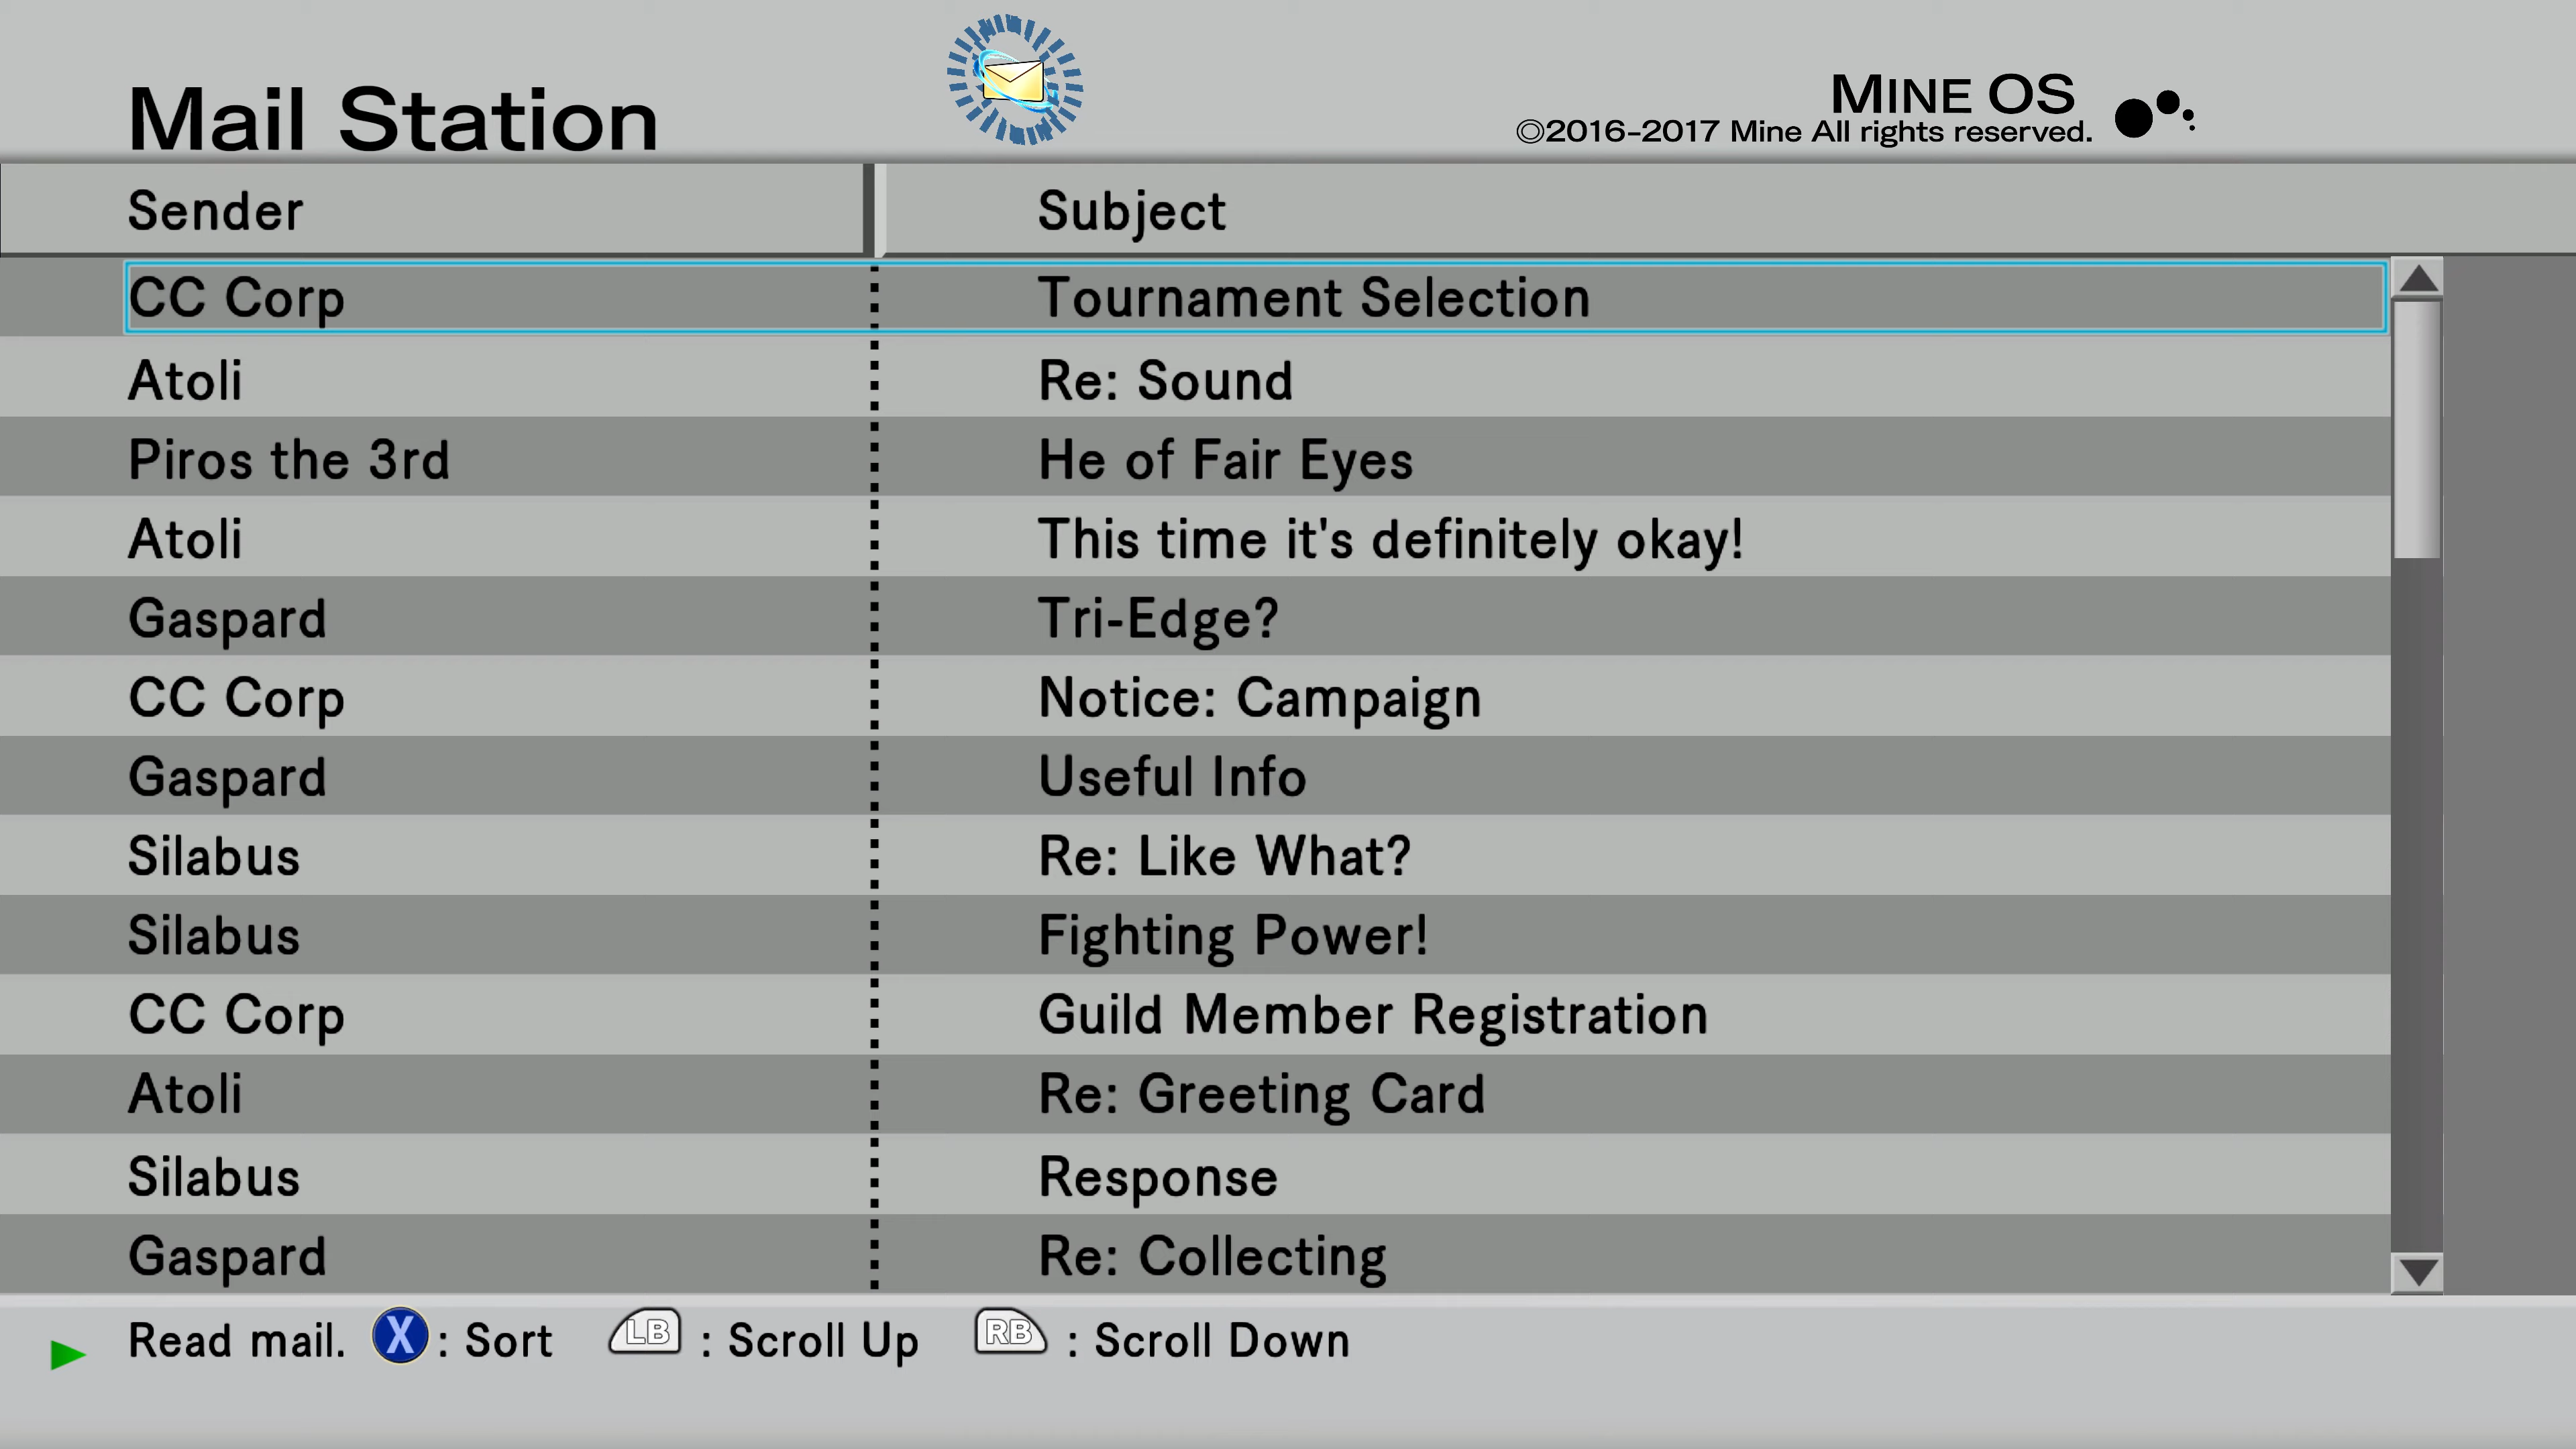 Mail Station
MINE OS
©2016-2017 Mine All rights reserved.
Sender Subject
CC Corp Tournament Selection
Atoli Re: Sound
Piros the 3rd He of Fair Eyes
Atoli This time it's definitely okay!
Gaspard Tri-Edge?
CC Corp Notice: Campaign
Gaspard Useful Info
Silabus Re: Like What?
Silabus Fighting Power!
CC Corp Guild Member Registration
Atoli Re: Greeting Card
Silabus Response
Gaspard Re: Collecting
Read mail. X : Sort LB : Scroll Up RB : Scroll Down